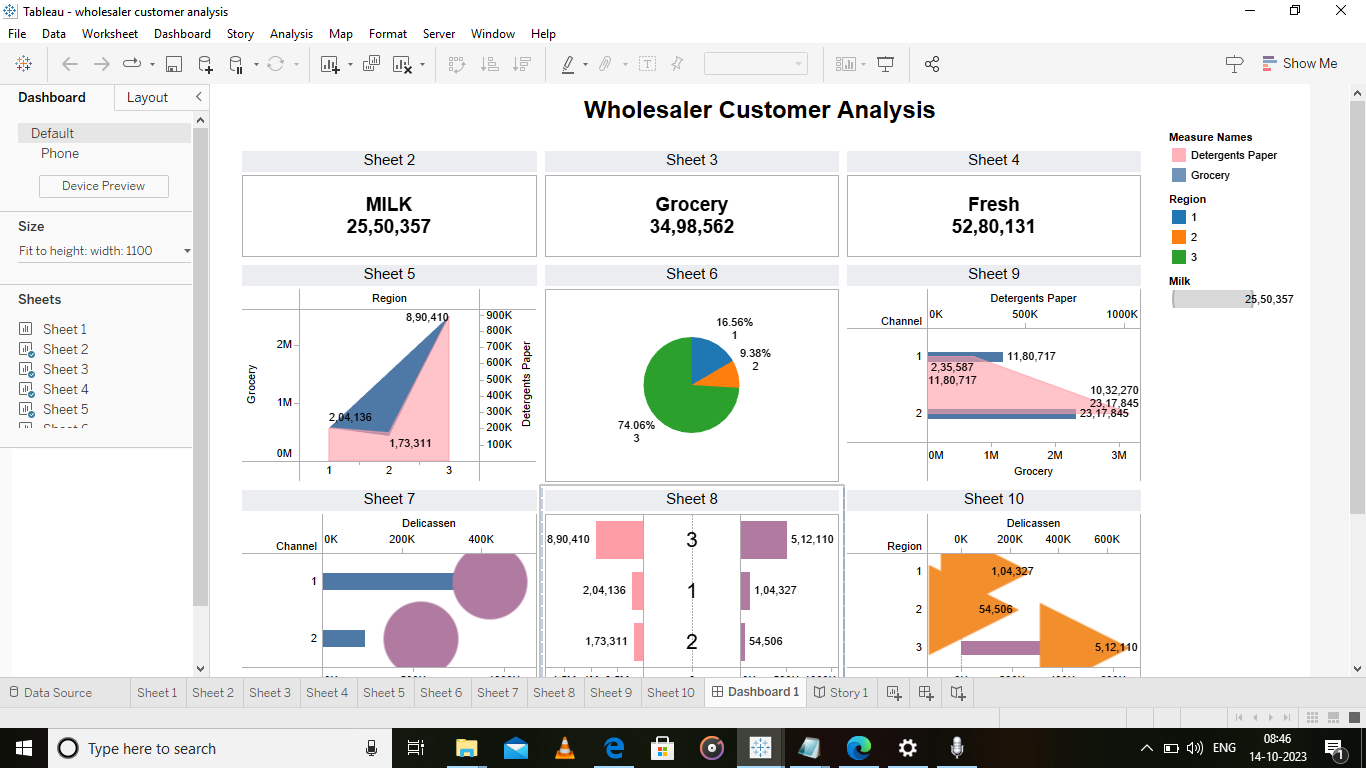 Tableau - wholesaler customer analysis
File Data Worksheet Dashboard Story Analysis Map Format Server Window Help
Show Me
Dashboard Layout
Default
Phone
Device Preview
Size
Fit to height: width: 1100
Sheets
Sheet 1
Sheet 2
Sheet 3
Sheet 4
Sheet 5
Wholesaler Customer Analysis
Sheet 2
MILK
25,50,357
Sheet 3
Grocery
34,98,562
Sheet 4
Fresh
52,80,131
Measure Names
Detergents Paper
Grocery
Region
1
2
3
Milk
25,50,357
Sheet 5
Region
Grocery
2M
1M
0M
8,90,410
2,04,136
1,73,311
900K
800K
700K
600K
500K
400K
300K
200K
100K
Detergents Paper
1 2 3
Sheet 6
16.56%
1
9.38%
2
74.06%
3
Sheet 9
Detergents Paper
Channel 0K 500K 1000K
1 11,80,717
2,35,587
11,80,717
10,32,270
23,17,845
2 23,17,845
0M 1M 2M 3M
Grocery
Sheet 7
Delicassen
Channel 0K 200K 400K
1
2
Sheet 8
8,90,410 3 5,12,110
2,04,136 1 1,04,327
1,73,311 2 54,506
Sheet 10
Delicassen
Region 0K 200K 400K 600K
1 1,04,327
2 54,506
3 5,12,110
Data Source Sheet 1 Sheet 2 Sheet 3 Sheet 4 Sheet 5 Sheet 6 Sheet 7 Sheet 8 Sheet 9 Sheet 10 Dashboard 1 Story 1
Type here to search
ENG
08:46
14-10-2023
1